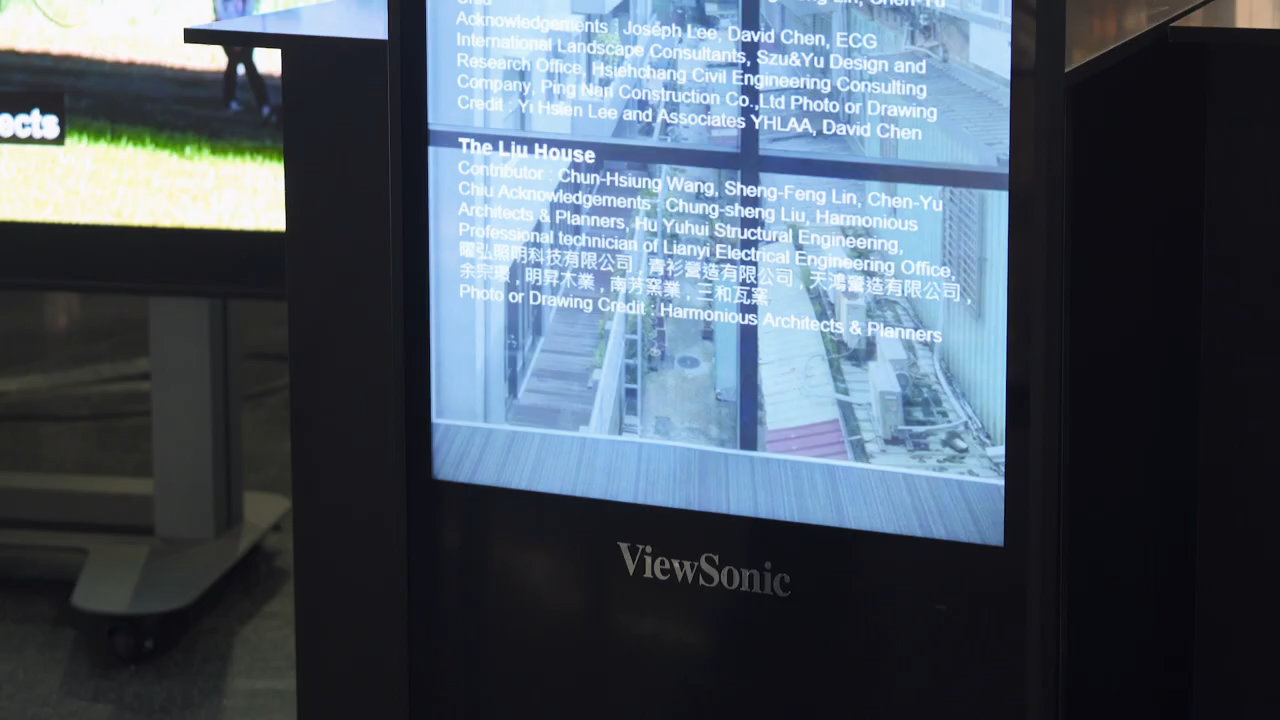 Lin, Chen-Yu
Chiu
Acknowledgements : Joseph Lee, David Chen, ECG
International Landscape Consultants, Szu&Yu Design and
Research Office, Hsiehchang Civil Engineering Consulting
Company, Ping Nan Construction Co.,Ltd Photo or Drawing
Credit : Yi Hsien Lee and Associates YHLAA, David Chen
The Liu House
Contributor : Chun-Hsiung Wang, Sheng-Feng Lin, Chen-Yu
Chiu Acknowledgements : Chung-sheng Liu, Harmonious
Architects & Planners, Hu Yuhui Structural Engineering,
Professional technician of Lianyi Electrical Engineering Office,
曜弘照明科技有限公司 , 青衫營造有限公司 , 天鴻營造有限公司 ,
余宗璟 , 明昇木業 , 南芳窯業 , 三和瓦窯
Photo or Drawing Credit : Harmonious Architects & Planners
ects
ViewSonic